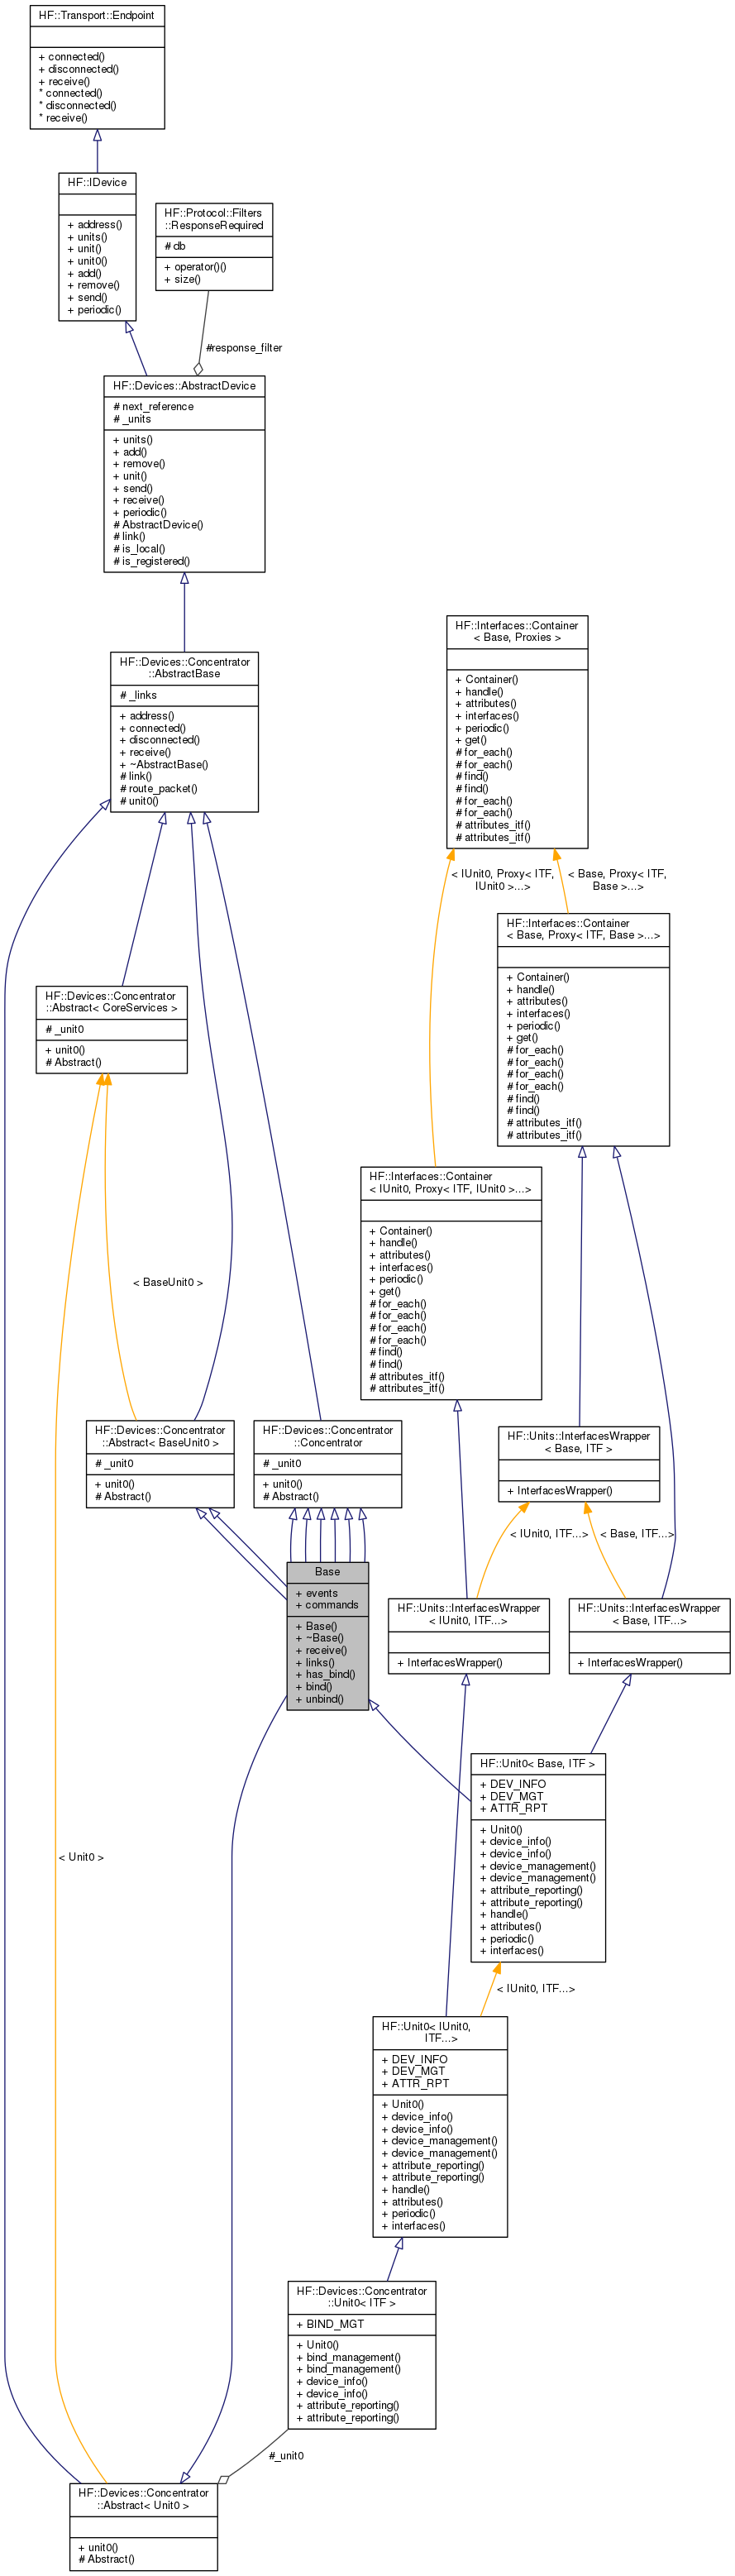 HF::Transport::Endpoint
+ connected()
+ disconnected()
+ receive()
* connected()
* disconnected()
* receive()
HF::IDevice
+ address()
+ units()
+ unit()
+ unit0()
+ add()
+ remove()
+ send()
+ periodic()
HF::Protocol::Filters
::ResponseRequired
# db
+ operator()()
+ size()
#response_filter
HF::Devices::AbstractDevice
# next_reference
# _units
+ units()
+ add()
+ remove()
+ unit()
+ send()
+ receive()
+ periodic()
# AbstractDevice()
# link()
# is_local()
# is_registered()
HF::Devices::Concentrator
::AbstractBase
# _links
+ address()
+ connected()
+ disconnected()
+ receive()
+ ~AbstractBase()
# link()
# route_packet()
# unit0()
HF::Interfaces::Container
< Base, Proxies >
+ Container()
+ handle()
+ attributes()
+ interfaces()
+ periodic()
+ get()
# for_each()
# for_each()
# find()
# find()
# for_each()
# for_each()
# attributes_itf()
# attributes_itf()
< IUnit0, Proxy< ITF,
IUnit0 >...>
< Base, Proxy< ITF,
Base >...>
HF::Interfaces::Container
< Base, Proxy< ITF, Base >...>
+ Container()
+ handle()
+ attributes()
+ interfaces()
+ periodic()
+ get()
# for_each()
# for_each()
# for_each()
# for_each()
# find()
# find()
# attributes_itf()
# attributes_itf()
HF::Devices::Concentrator
::Abstract< CoreServices >
# _unit0
+ unit0()
# Abstract()
HF::Interfaces::Container
< IUnit0, Proxy< ITF, IUnit0 >...>
+ Container()
+ handle()
+ attributes()
+ interfaces()
+ periodic()
+ get()
# for_each()
# for_each()
# for_each()
# for_each()
# find()
# find()
# attributes_itf()
# attributes_itf()
< BaseUnit0 >
HF::Devices::Concentrator
::Abstract< BaseUnit0 >
# _unit0
+ unit0()
# Abstract()
HF::Devices::Concentrator
::Concentrator
# _unit0
+ unit0()
# Abstract()
HF::Units::InterfacesWrapper
< Base, ITF >
+ InterfacesWrapper()
< IUnit0, ITF...>
< Base, ITF...>
Base
+ events
+ commands
+ Base()
+ ~Base()
+ receive()
+ links()
+ has_bind()
+ bind()
+ unbind()
HF::Units::InterfacesWrapper
< IUnit0, ITF...>
+ InterfacesWrapper()
HF::Units::InterfacesWrapper
< Base, ITF...>
+ InterfacesWrapper()
HF::Unit0< Base, ITF >
+ DEV_INFO
+ DEV_MGT
+ ATTR_RPT
+ Unit0()
+ device_info()
+ device_info()
+ device_management()
+ device_management()
+ attribute_reporting()
+ attribute_reporting()
+ handle()
+ attributes()
+ periodic()
+ interfaces()
< Unit0 >
< IUnit0, ITF...>
HF::Unit0< IUnit0,
ITF...>
+ DEV_INFO
+ DEV_MGT
+ ATTR_RPT
+ Unit0()
+ device_info()
+ device_info()
+ device_management()
+ device_management()
+ attribute_reporting()
+ attribute_reporting()
+ handle()
+ attributes()
+ periodic()
+ interfaces()
HF::Devices::Concentrator
::Unit0< ITF >
+ BIND_MGT
+ Unit0()
+ bind_management()
+ bind_management()
+ device_info()
+ device_info()
+ attribute_reporting()
+ attribute_reporting()
#_unit0
HF::Devices::Concentrator
::Abstract< Unit0 >
+ unit0()
# Abstract()